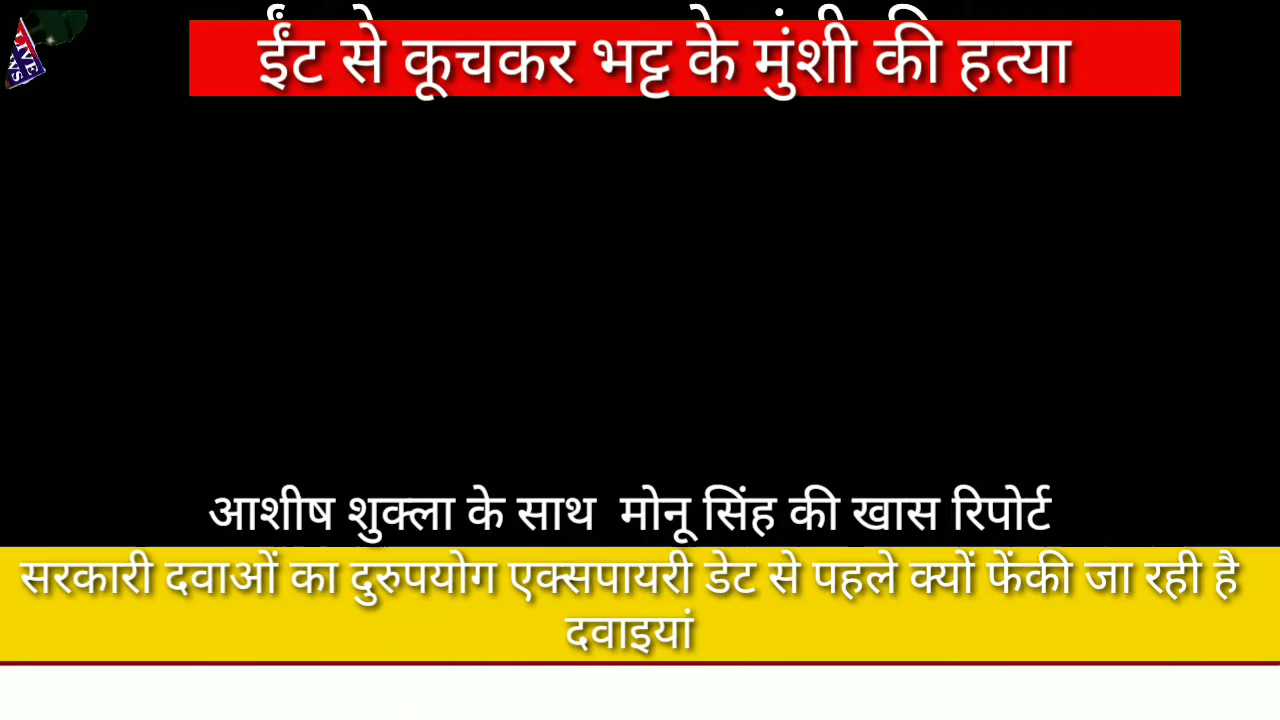 ईंट से कूचकर भट्ट के मुंशी की हत्या
आशीष शुक्ला के साथ मोनू सिंह की खास रिपोर्ट
सरकारी दवाओं का दुरुपयोग एक्सपायरी डेट से पहले क्यों फेंकी जा रही है
दवाइयां